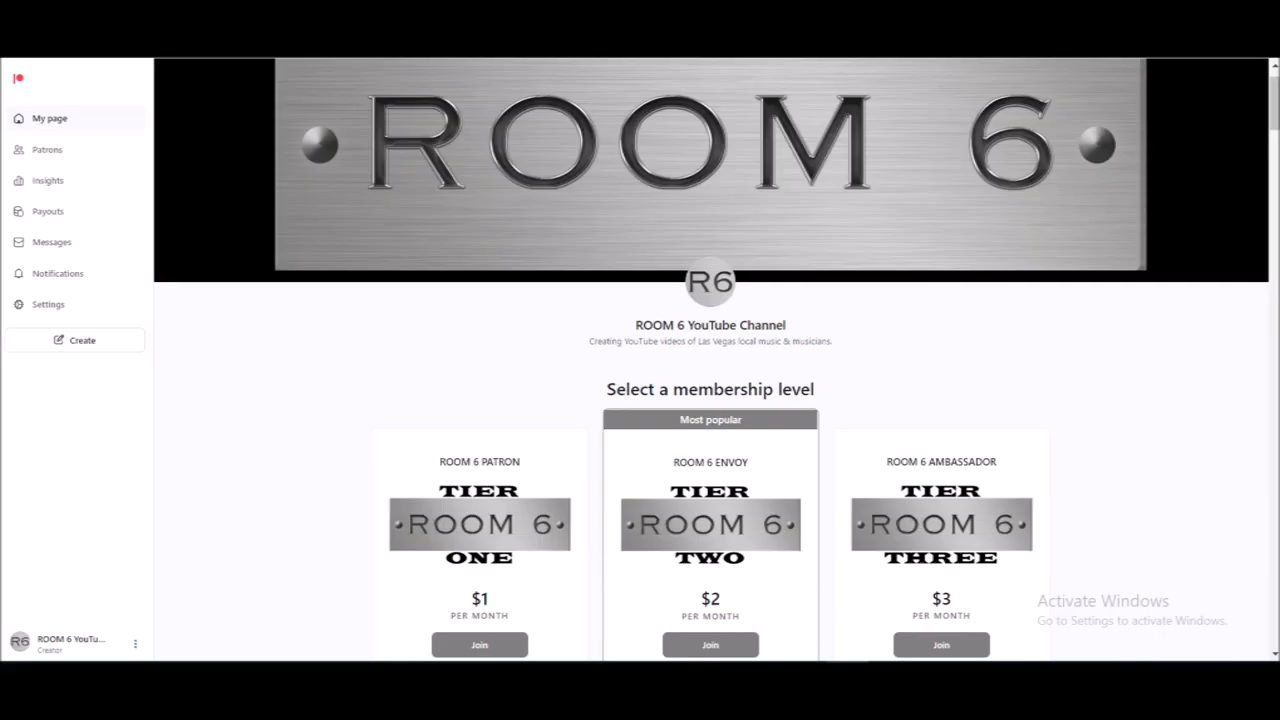 ROOM 6
My page
Patrons
Insights
Payouts
Messages
Notifications
Settings
Create
R6
ROOM 6 YouTube Channel
Creating YouTube videos of Las Vegas local music & musicians.
Select a membership level
Most popular
ROOM 6 PATRON
TIER
ROOM 6
ONE
$1
PER MONTH
Join
ROOM 6 ENVOY
TIER
ROOM 6
TWO
$2
PER MONTH
Join
ROOM 6 AMBASSADOR
TIER
ROOM 6
THREE
$3
PER MONTH
Join
Activate Windows
Go to Settings to activate Windows.
R6
ROOM 6 YouTu...
Creator